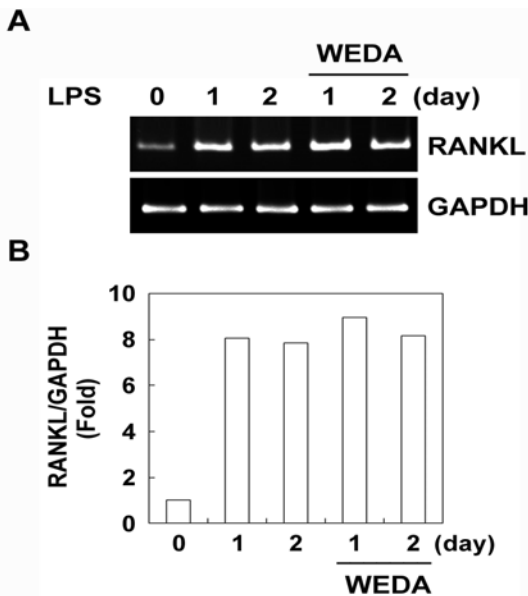 A
WEDA
LPS 0 1 2 1 2 (day)
RANKL
GAPDH
B
RANKL/GAPDH
(Fold)
10
8
6
4
2
0
0 1 2 1 2 (day)
WEDA